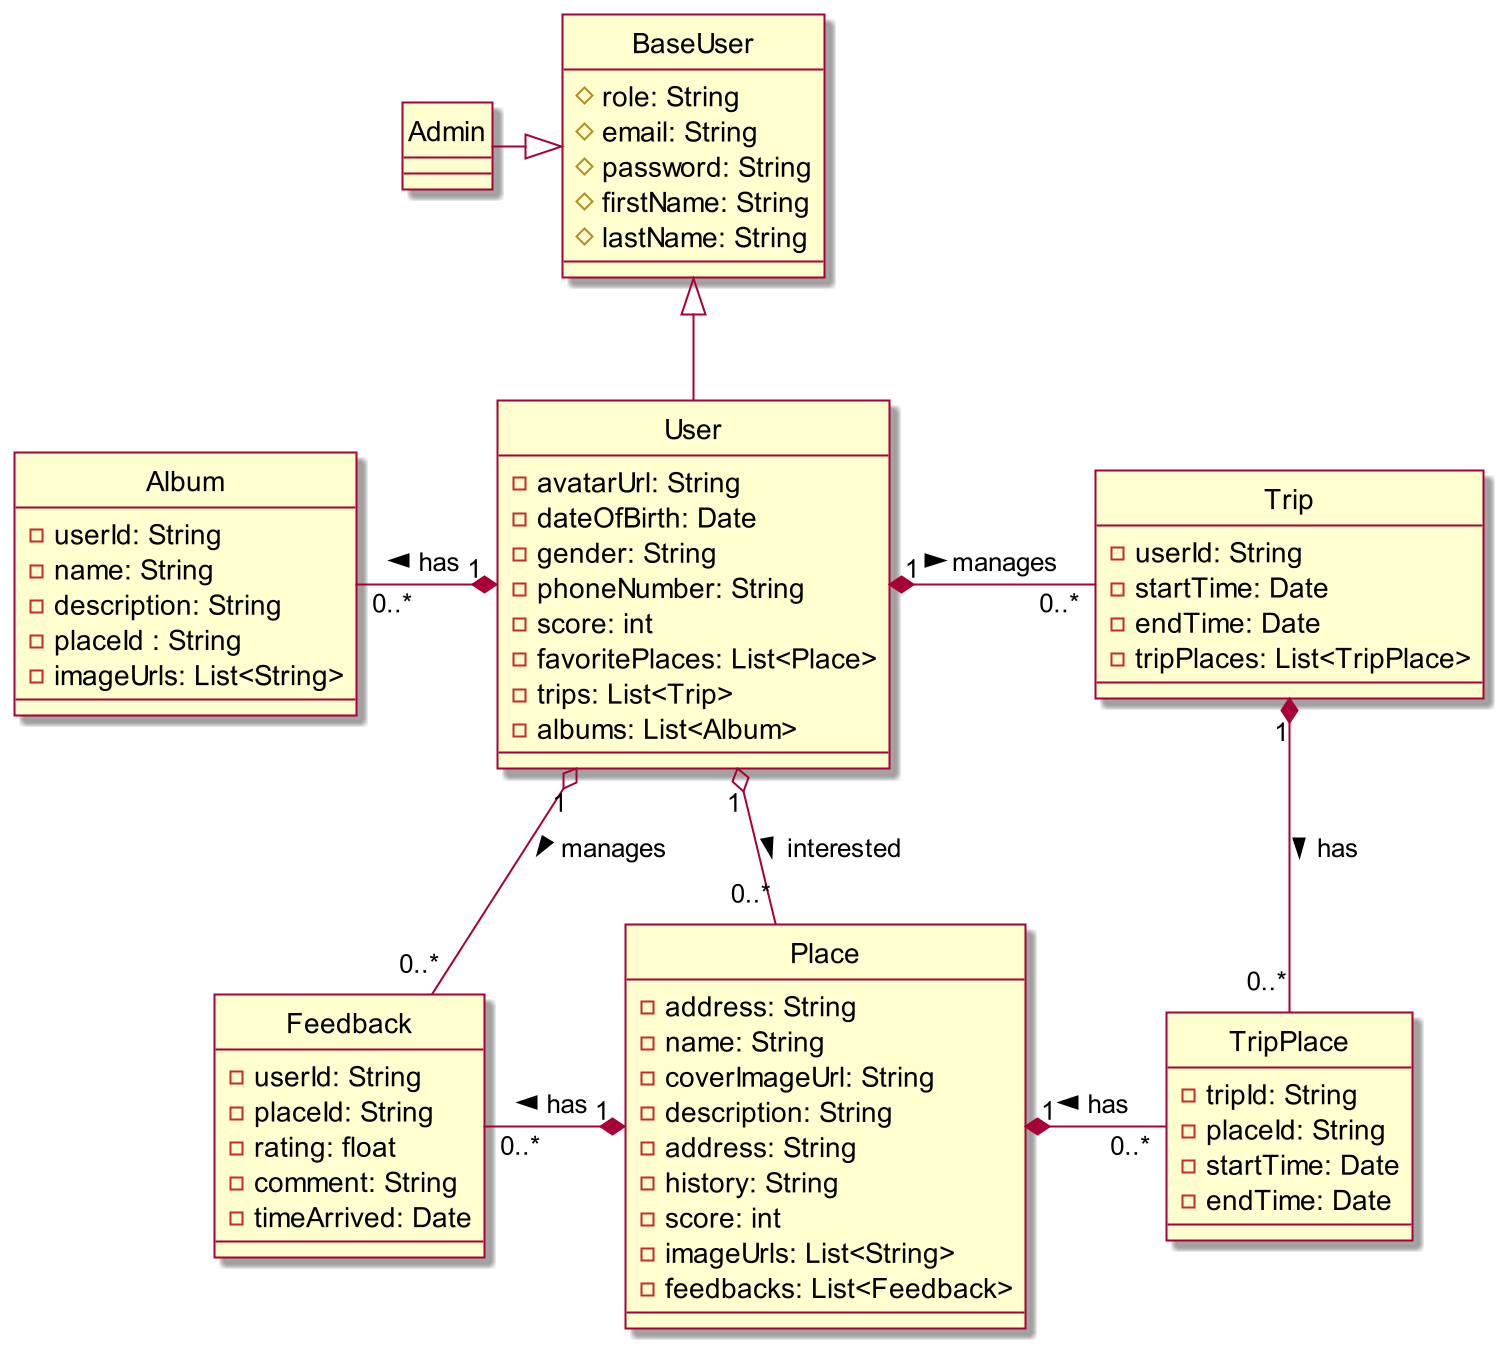 BaseUser
role: String
email: String
password: String
firstName: String
lastName: String
Admin
User
avatarUrl: String
dateOfBirth: Date
gender: String
phoneNumber: String
score: int
favoritePlaces: List<Place>
trips: List<Trip>
albums: List<Album>
Album
userId: String
name: String
description: String
placeId : String
imageUrls: List<String>
has
1
0..*
Trip
userId: String
startTime: Date
endTime: Date
tripPlaces: List<TripPlace>
1
manages
0..*
1
manages
0..*
1
interested
0..*
1
has
0..*
Feedback
userId: String
placeId: String
rating: float
comment: String
timeArrived: Date
has
1
0..*
Place
address: String
name: String
coverImageUrl: String
description: String
address: String
history: String
score: int
imageUrls: List<String>
feedbacks: List<Feedback>
1
has
0..*
TripPlace
tripId: String
placeId: String
startTime: Date
endTime: Date